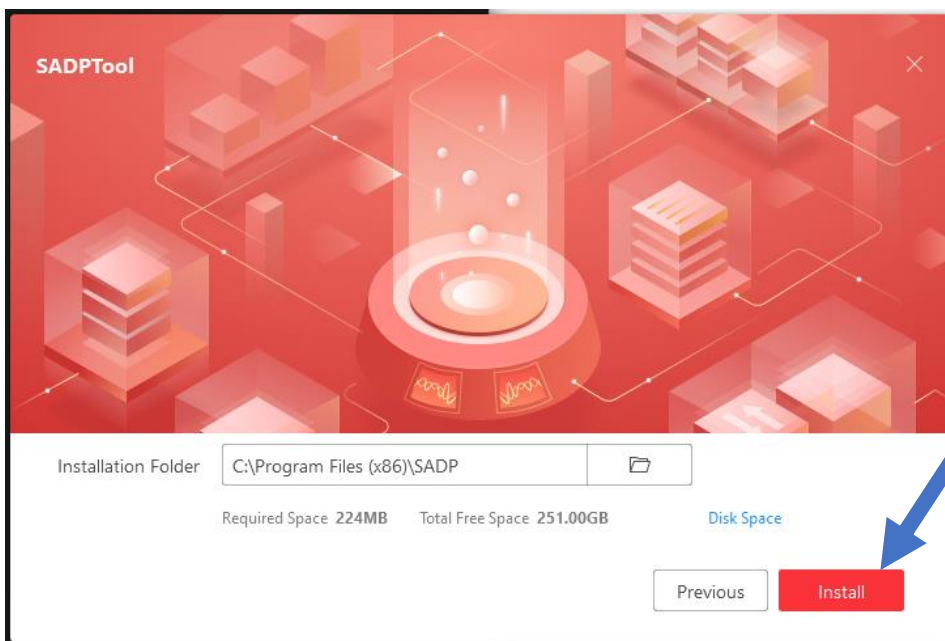 SADPTool
Installation Folder C:\Program Files (x86)\SADP
Required Space 224MB Total Free Space 251.00GB Disk Space
Previous Install